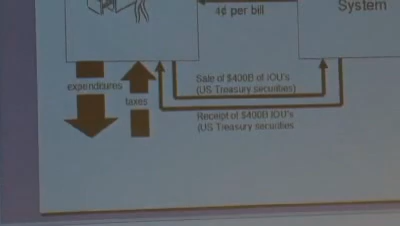 4¢ per bill
System
expenditures
taxes
Sale of $400B of IOU's
(US Treasury securities)
Receipt of $400B IOU's
(US Treasury securities